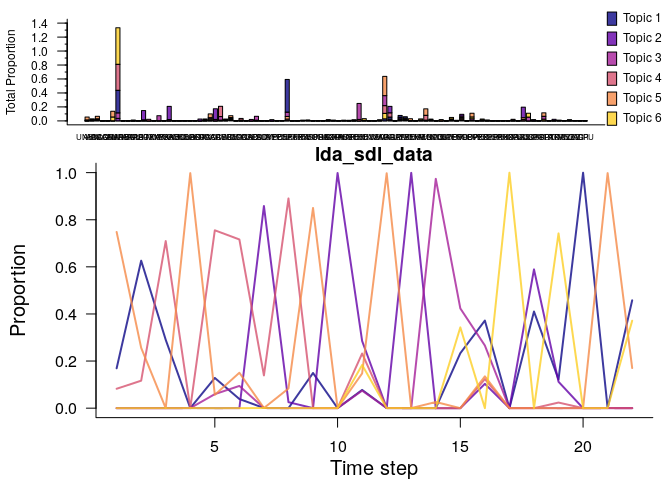 1.4
1.2
1.0
0.8
0.6
0.4
0.2
0.0
Total Proportion
Topic 1
Topic 2
Topic 3
Topic 4
Topic 5
Topic 6
lda_sdl_data
1.0
0.8
0.6
0.4
0.2
0.0
Proportion
5
10
15
20
Time step